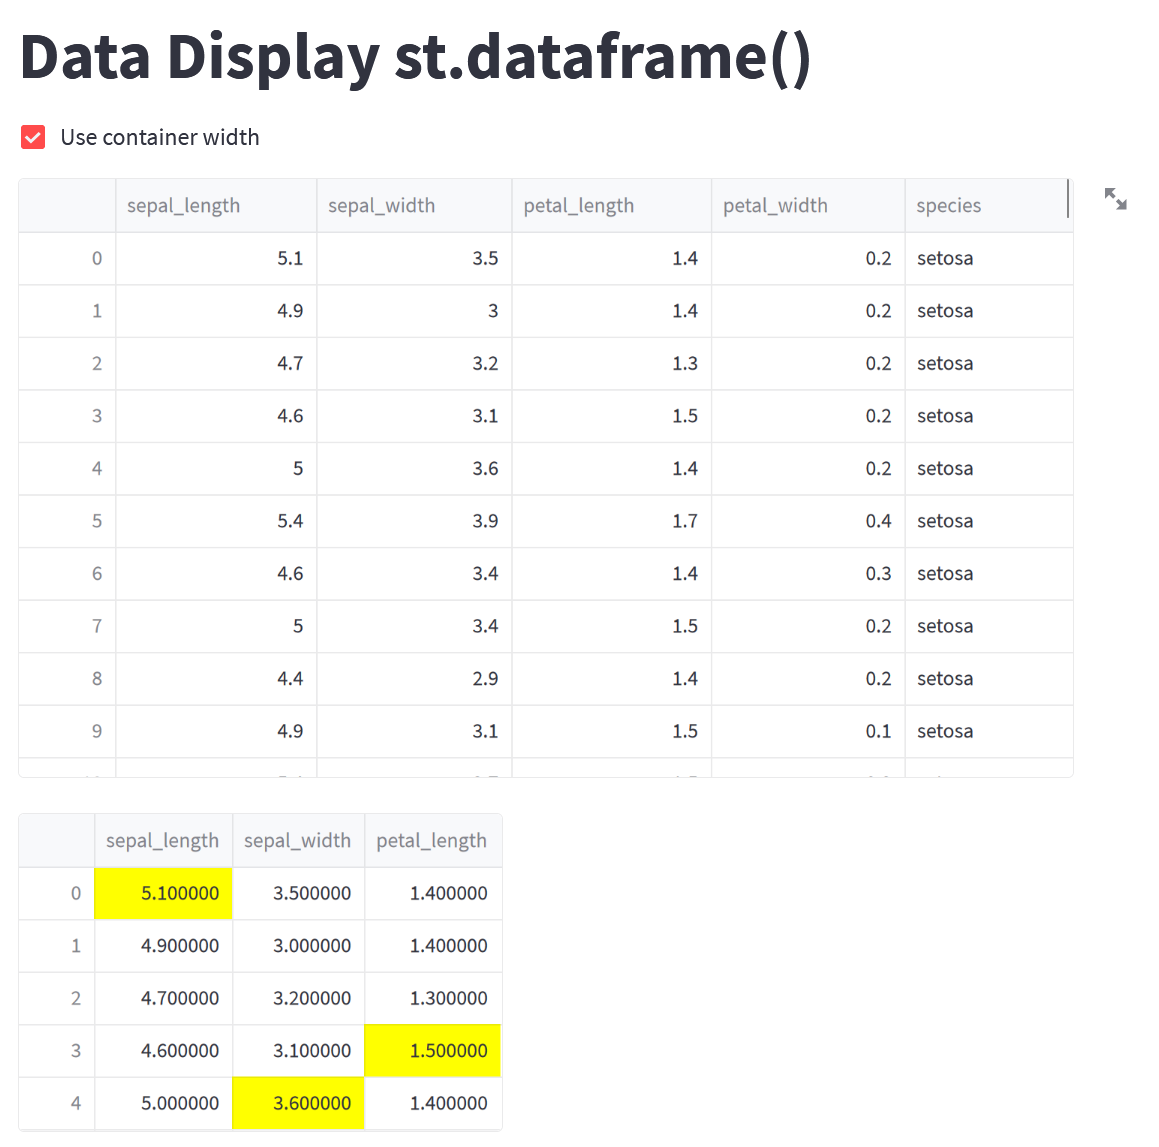 Data Display st.dataframe()
Use container width
sepal_length sepal_width petal_length petal_width species
0 5.1 3.5 1.4 0.2 setosa
1 4.9 3 1.4 0.2 setosa
2 4.7 3.2 1.3 0.2 setosa
3 4.6 3.1 1.5 0.2 setosa
4 5 3.6 1.4 0.2 setosa
5 5.4 3.9 1.7 0.4 setosa
6 4.6 3.4 1.4 0.3 setosa
7 5 3.4 1.5 0.2 setosa
8 4.4 2.9 1.4 0.2 setosa
9 4.9 3.1 1.5 0.1 setosa
sepal_length sepal_width petal_length
0 5.100000 3.500000 1.400000
1 4.900000 3.000000 1.400000
2 4.700000 3.200000 1.300000
3 4.600000 3.100000 1.500000
4 5.000000 3.600000 1.400000